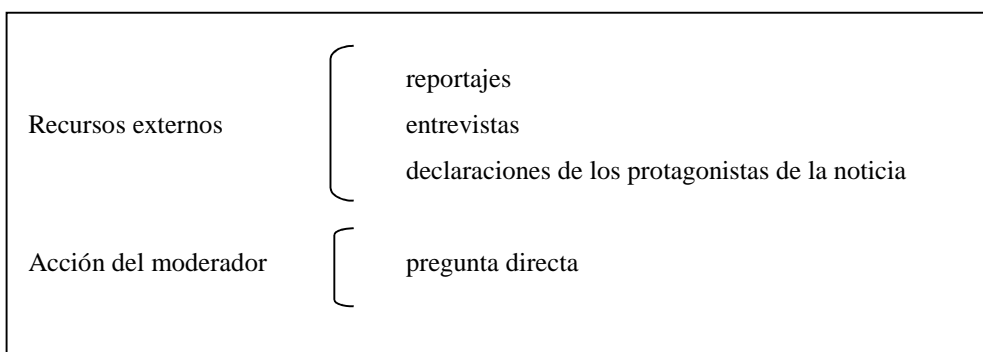 reportajes
Recursos externos entrevistas
declaraciones de los protagonistas de la noticia
Acción del moderador pregunta directa